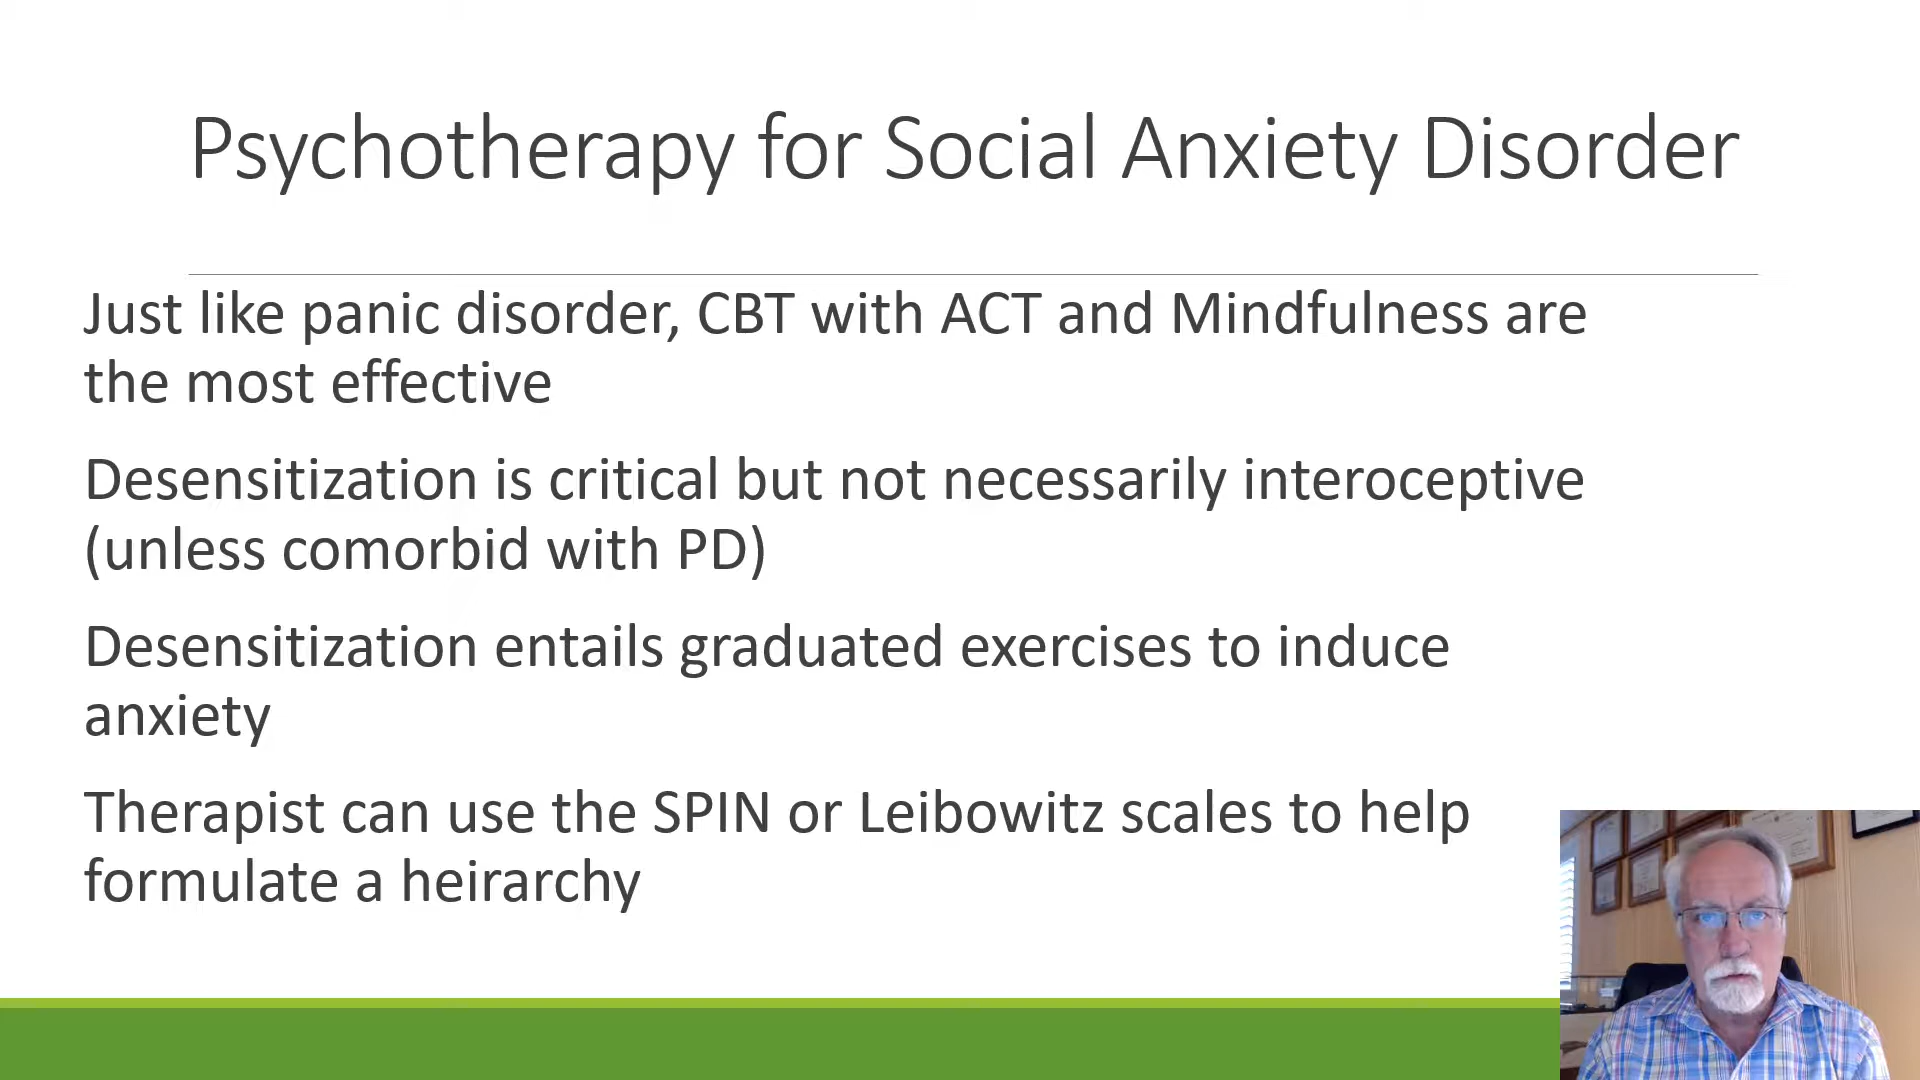 Psychotherapy for Social Anxiety Disorder
Just like panic disorder, CBT with ACT and Mindfulness are
the most effective
Desensitization is critical but not necessarily interoceptive
(unless comorbid with PD)
Desensitization entails graduated exercises to induce
anxiety
Therapist can use the SPIN or Leibowitz scales to help
formulate a heirarchy